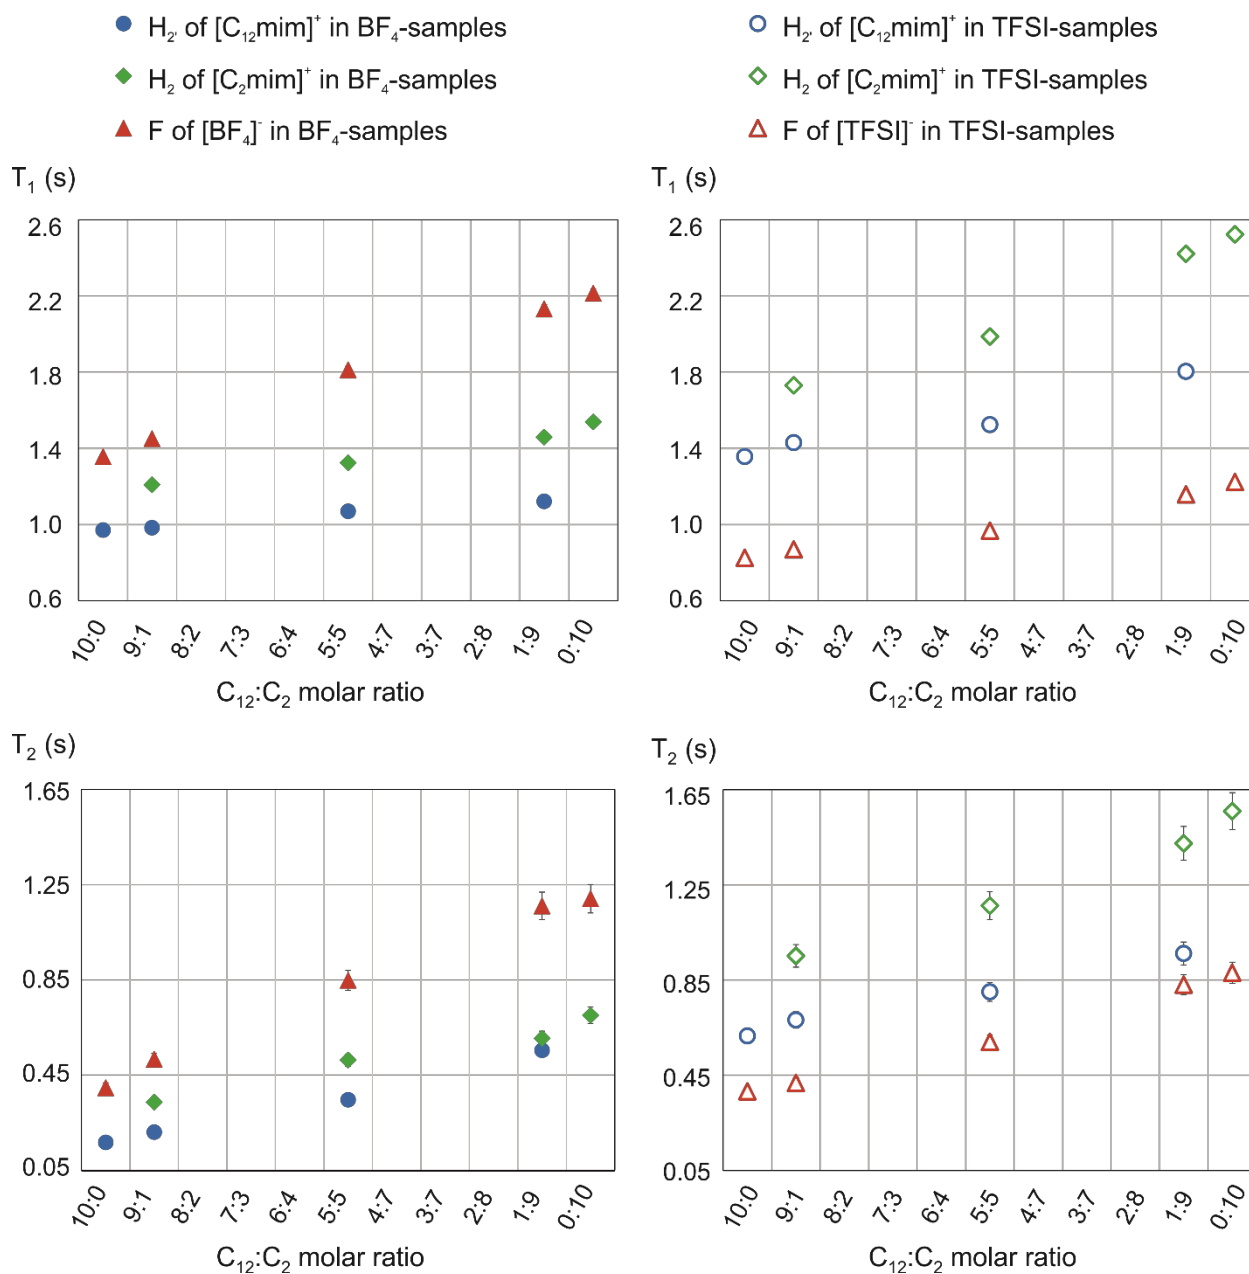 H₂' of [C₁₂mim]⁺ in BF₄-samples
H₂ of [C₂mim]⁺ in BF₄-samples
F of [BF₄]⁻ in BF₄-samples
H₂' of [C₁₂mim]⁺ in TFSI-samples
H₂ of [C₂mim]⁺ in TFSI-samples
F of [TFSI]⁻ in TFSI-samples
T₁ (s)
2.6
2.2
1.8
1.4
1.0
0.6
10:0 9:1 8:2 7:3 6:4 5:5 4:7 3:7 2:8 1:9 0:10
C₁₂:C₂ molar ratio
T₁ (s)
2.6
2.2
1.8
1.4
1.0
0.6
10:0 9:1 8:2 7:3 6:4 5:5 4:7 3:7 2:8 1:9 0:10
C₁₂:C₂ molar ratio
T₂ (s)
1.65
1.25
0.85
0.45
0.05
10:0 9:1 8:2 7:3 6:4 5:5 4:7 3:7 2:8 1:9 0:10
C₁₂:C₂ molar ratio
T₂ (s)
1.65
1.25
0.85
0.45
0.05
10:0 9:1 8:2 7:3 6:4 5:5 4:7 3:7 2:8 1:9 0:10
C₁₂:C₂ molar ratio